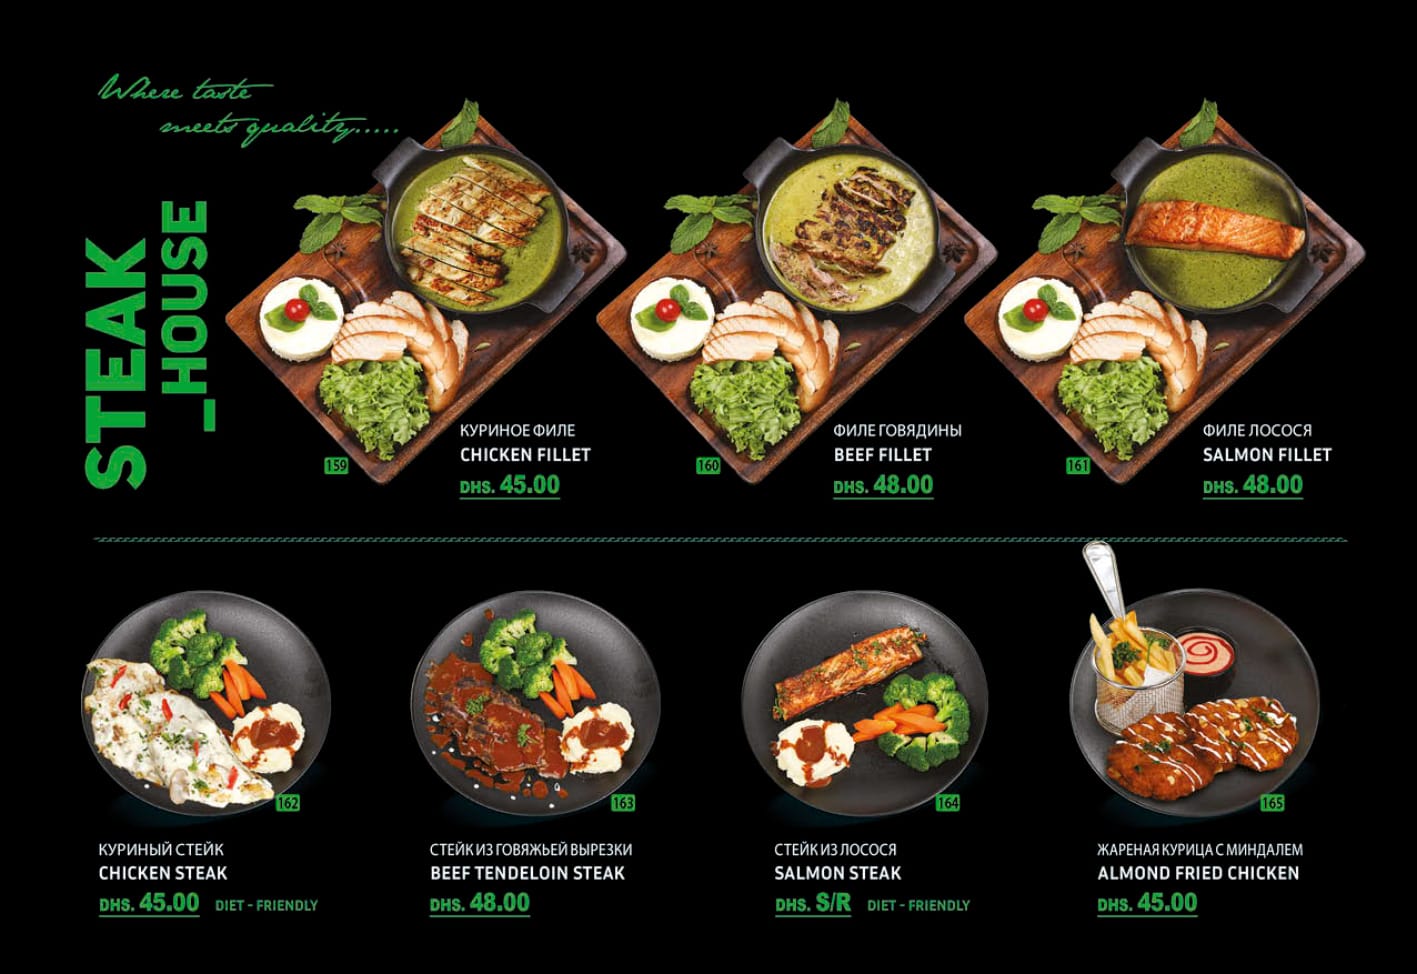 Where taste
meets quality.....
STEAK
_HOUSE
159
КУРИНОЕ ФИЛЕ
CHICKEN FILLET
DHS. 45.00
160
ФИЛЕ ГОВЯДИНЫ
BEEF FILLET
DHS. 48.00
161
ФИЛЕ ЛОСОСЯ
SALMON FILLET
DHS. 48.00
162
КУРИНЫЙ СТЕЙК
CHICKEN STEAK
DHS. 45.00 DIET - FRIENDLY
163
СТЕЙК ИЗ ГОВЯЖЬЕЙ ВЫРЕЗКИ
BEEF TENDELOIN STEAK
DHS. 48.00
164
СТЕЙК ИЗ ЛОСОСЯ
SALMON STEAK
DHS. S/R DIET - FRIENDLY
165
ЖАРЕНАЯ КУРИЦА С МИНДАЛЕМ
ALMOND FRIED CHICKEN
DHS. 45.00